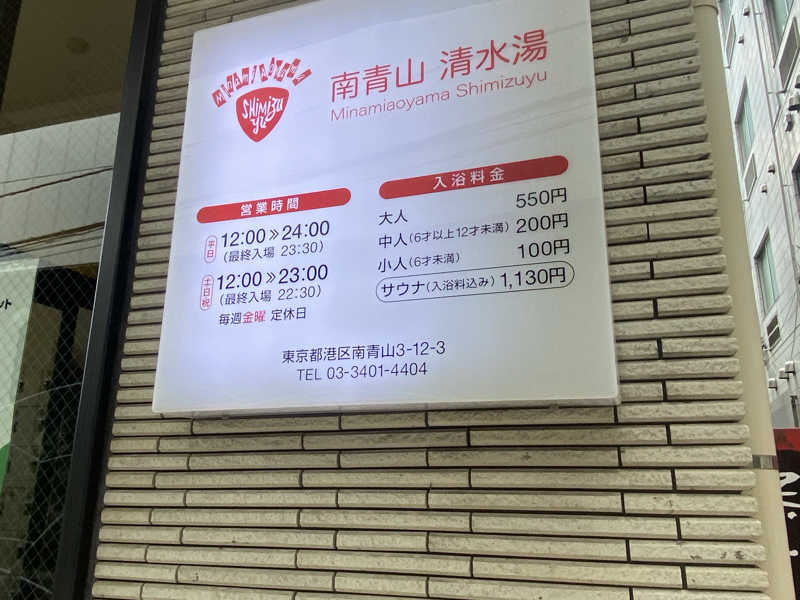 MINAMIAOYAMA
SHIMIZU
YU
南青山 清水湯
Minamiaoyama Shimizuyu
営業時間
平日 12:00 » 24:00
(最終入場 23:30)
土日祝 12:00 » 23:00
(最終入場 22:30)
毎週金曜 定休日
入浴料金
大人 550円
中人(6才以上12才未満) 200円
小人(6才未満) 100円
サウナ(入浴料込み) 1,130円
東京都港区南青山3-12-3
TEL 03-3401-4404
ット